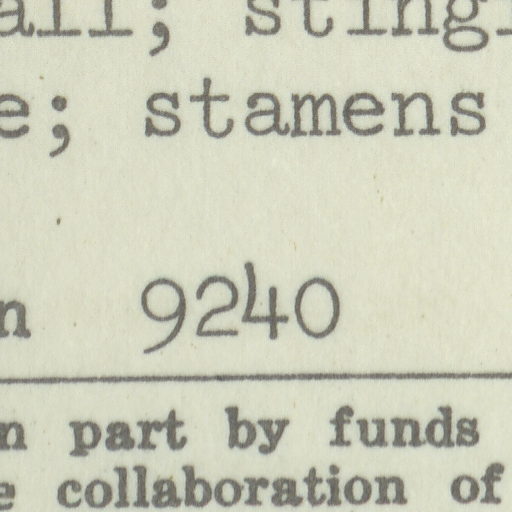 e; stamens
n 9240
n part by funds
e collaboration of